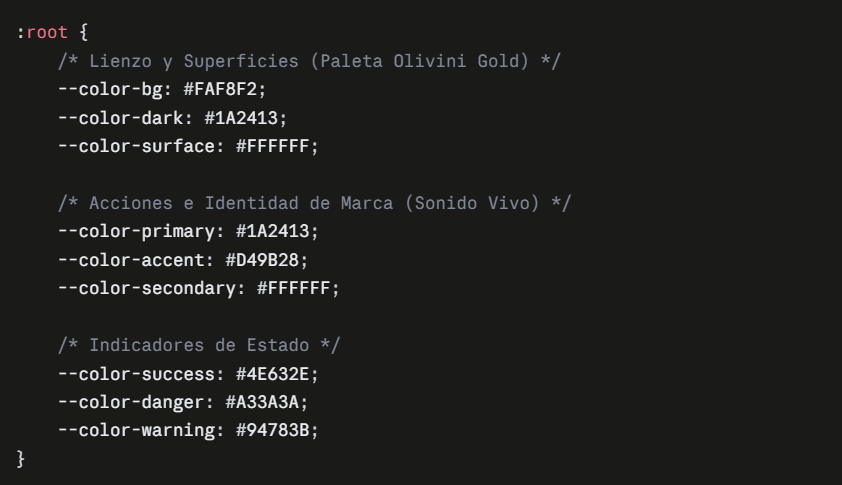 :root {
    /* Lienzo y Superficies (Paleta Olivini Gold) */
    --color-bg: #FAF8F2;
    --color-dark: #1A2413;
    --color-surface: #FFFFFF;

    /* Acciones e Identidad de Marca (Sonido Vivo) */
    --color-primary: #1A2413;
    --color-accent: #D49B28;
    --color-secondary: #FFFFFF;

    /* Indicadores de Estado */
    --color-success: #4E632E;
    --color-danger: #A33A3A;
    --color-warning: #94783B;
}